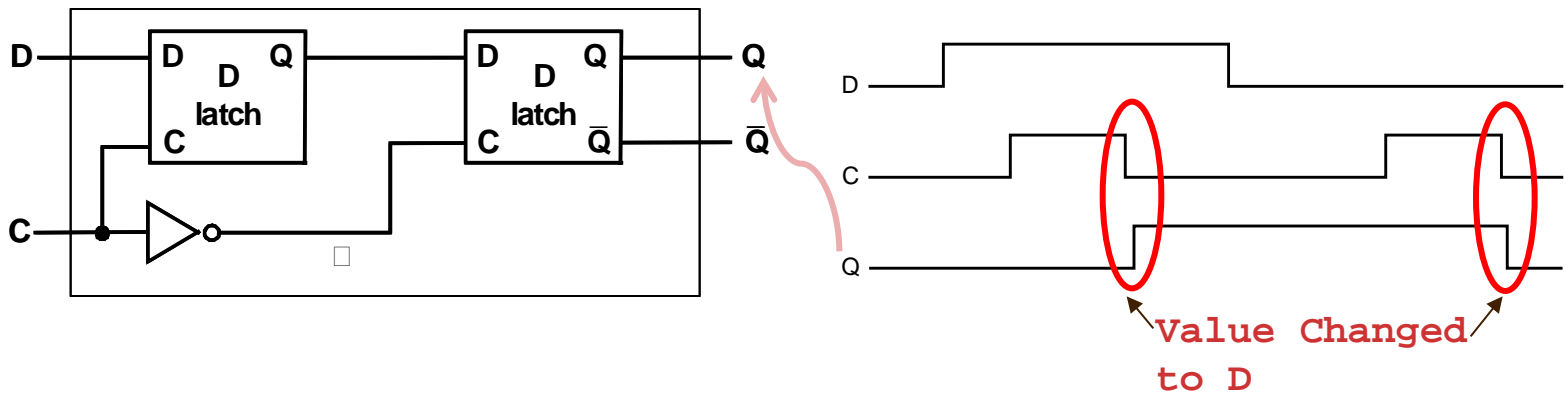 D D Q D Q Q
D latch
D latch
C C Q̅ Q̅
C
D
C
Q
Value Changed
to D